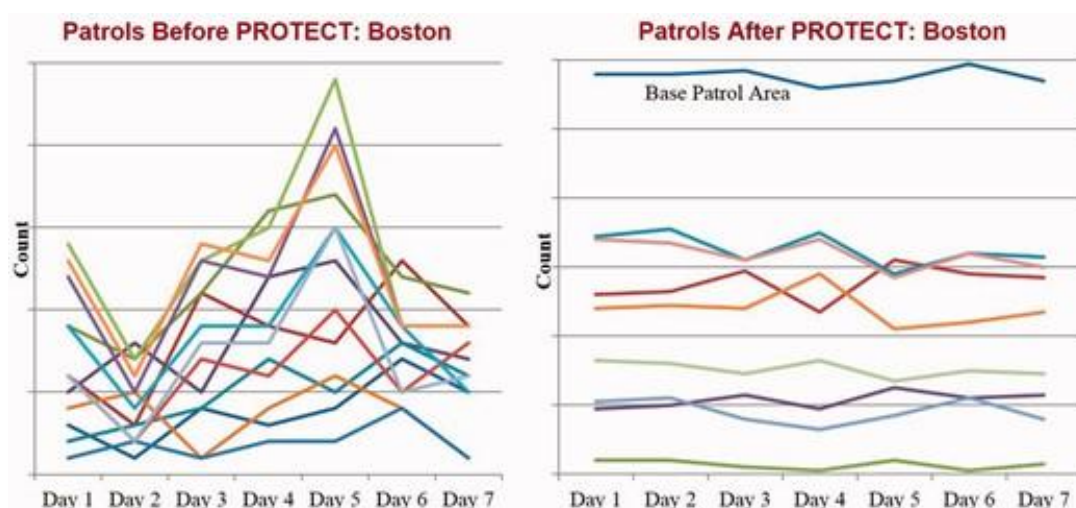 Patrols Before PROTECT: Boston
Count
Day 1 Day 2 Day 3 Day 4 Day 5 Day 6 Day 7
Patrols After PROTECT: Boston
Base Patrol Area
Count
Day 1 Day 2 Day 3 Day 4 Day 5 Day 6 Day 7